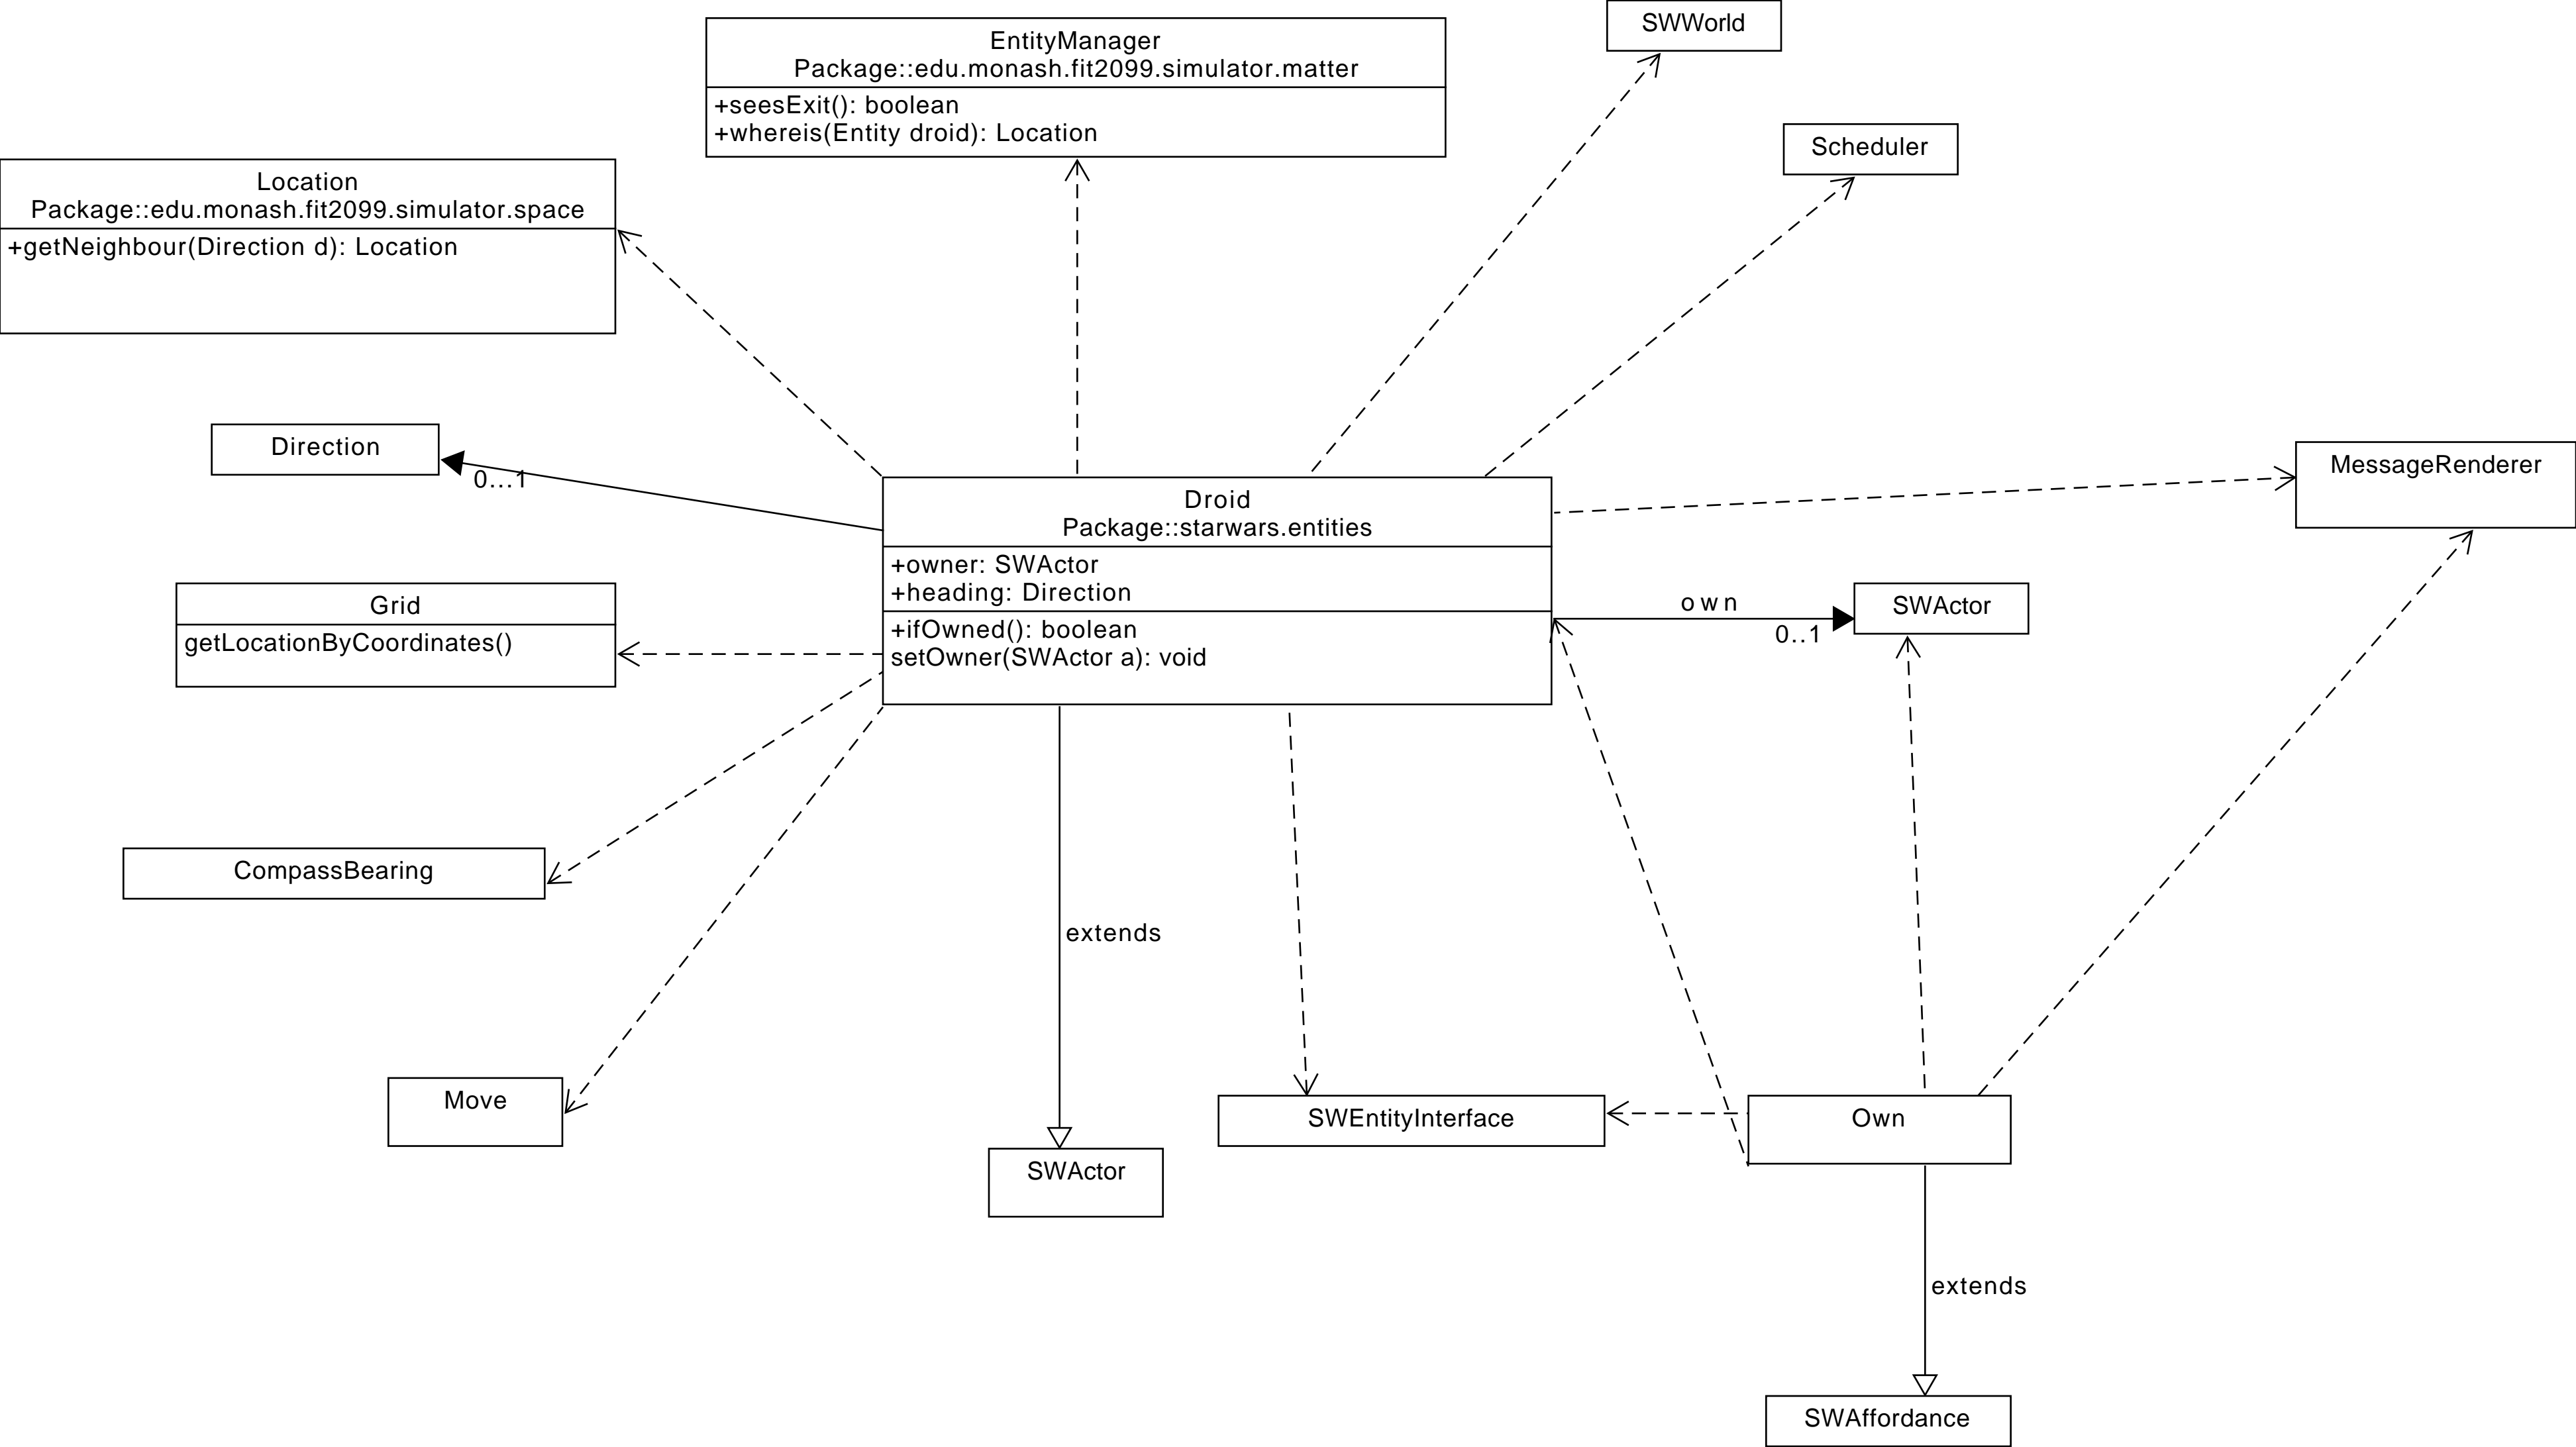 SWWorld
EntityManager
Package::edu.monash.fit2099.simulator.matter
+seesExit(): boolean
+whereis(Entity droid): Location
Scheduler
Location
Package::edu.monash.fit2099.simulator.space
+getNeighbour(Direction d): Location
Direction
0...1
MessageRenderer
Droid
Package::starwars.entities
+owner: SWActor
+heading: Direction
+ifOwned(): boolean
setOwner(SWActor a): void
own
0..1
SWActor
Grid
getLocationByCoordinates()
CompassBearing
extends
Move
SWActor
SWEntityInterface
Own
extends
SWAffordance